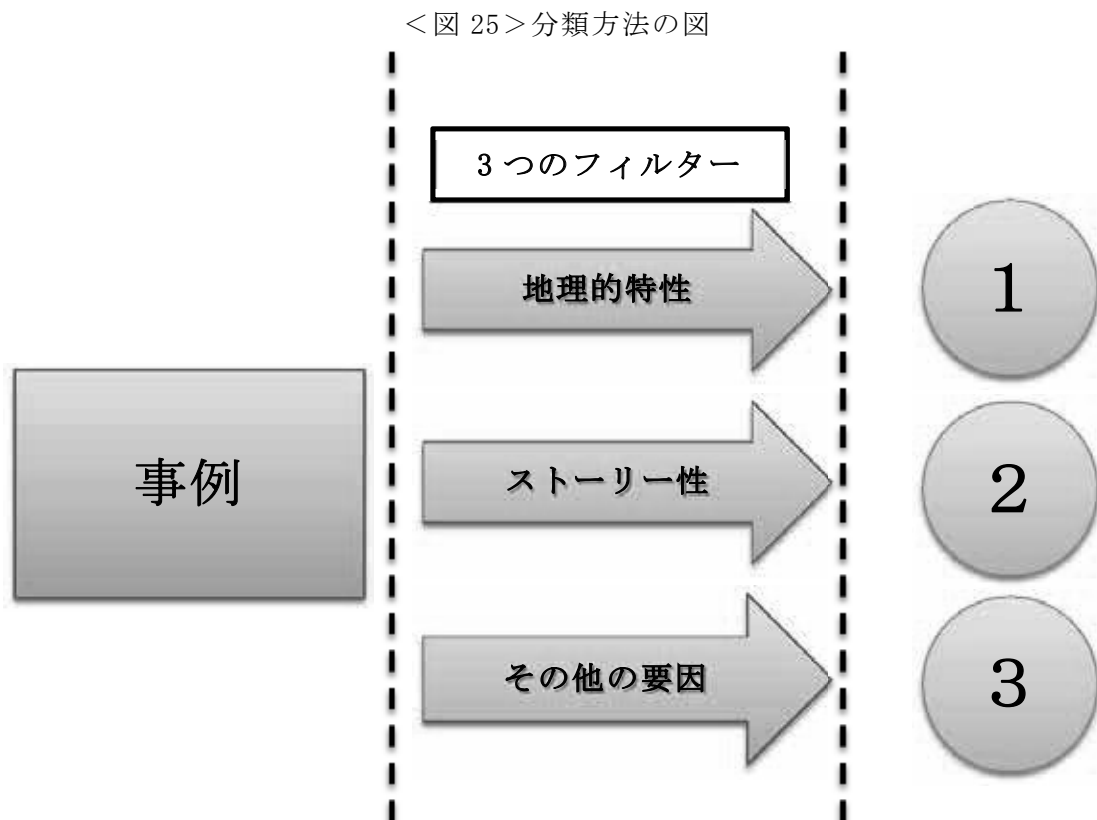 <図 25>分類方法の図
3 つのフィルター
地理的特性
1
事例
ストーリー性
2
その他の要因
3